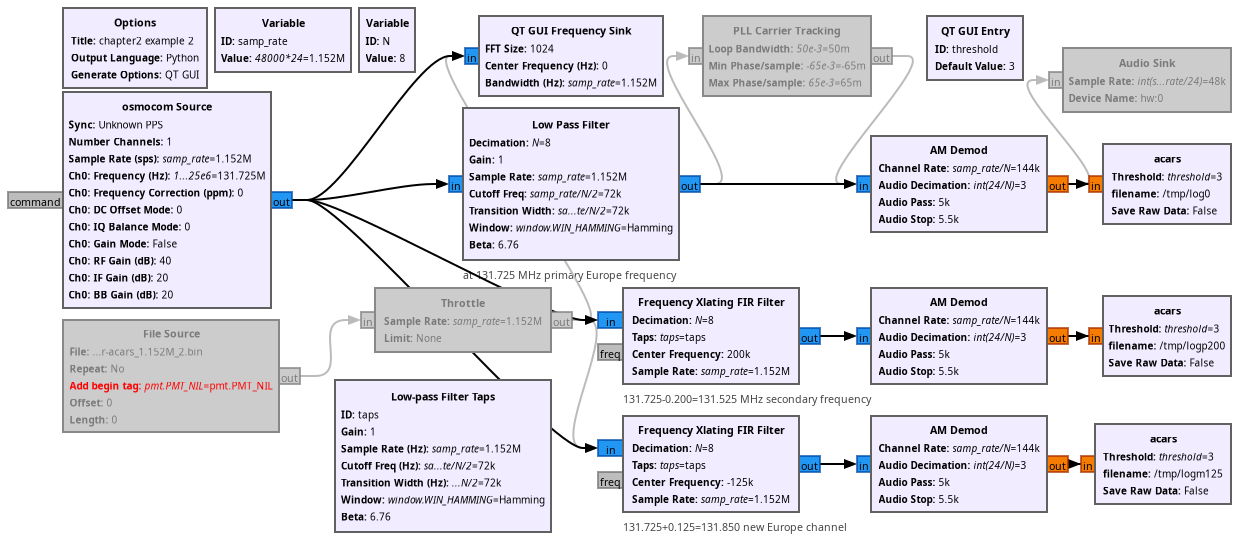 Options
Title: chapter2 example 2
Output Language: Python
Generate Options: QT GUI
Variable
ID: samp_rate
Value: 48000*24=1.152M
Variable
ID: N
Value: 8
QT GUI Frequency Sink
FFT Size: 1024
Center Frequency (Hz): 0
Bandwidth (Hz): samp_rate=1.152M
in
PLL Carrier Tracking
Loop Bandwidth: 50e-3=50m
Min Phase/sample: -65e-3=-65m
Max Phase/sample: 65e-3=65m
in
out
QT GUI Entry
ID: threshold
Default Value: 3
Audio Sink
Sample Rate: int(s...rate/24)=48k
Device Name: hw:0
in
osmocom Source
Sync: Unknown PPS
Number Channels: 1
Sample Rate (sps): samp_rate=1.152M
Ch0: Frequency (Hz): 1...25e6=131.725M
Ch0: Frequency Correction (ppm): 0
Ch0: DC Offset Mode: 0
Ch0: IQ Balance Mode: 0
Ch0: Gain Mode: False
Ch0: RF Gain (dB): 40
Ch0: IF Gain (dB): 20
Ch0: BB Gain (dB): 20
command
out
Low Pass Filter
Decimation: N=8
Gain: 1
Sample Rate: samp_rate=1.152M
Cutoff Freq: samp_rate/N/2=72k
Transition Width: sa...te/N/2=72k
Window: window.WIN_HAMMING=Hamming
Beta: 6.76
in
out
at 131.725 MHz primary Europe frequency
AM Demod
Channel Rate: samp_rate/N=144k
Audio Decimation: int(24/N)=3
Audio Pass: 5k
Audio Stop: 5.5k
in
out
acars
Threshold: threshold=3
filename: /tmp/log0
Save Raw Data: False
in
Throttle
Sample Rate: samp_rate=1.152M
Limit: None
in
out
File Source
File: ...r-acars_1.152M_2.bin
Repeat: No
Add begin tag: pmt.PMT_NIL=pmt.PMT_NIL
Offset: 0
Length: 0
out
Frequency Xlating FIR Filter
Decimation: N=8
Taps: taps=taps
Center Frequency: 200k
Sample Rate: samp_rate=1.152M
in
freq
out
131.725-0.200=131.525 MHz secondary frequency
AM Demod
Channel Rate: samp_rate/N=144k
Audio Decimation: int(24/N)=3
Audio Pass: 5k
Audio Stop: 5.5k
in
out
acars
Threshold: threshold=3
filename: /tmp/logp200
Save Raw Data: False
in
Low-pass Filter Taps
ID: taps
Gain: 1
Sample Rate (Hz): samp_rate=1.152M
Cutoff Freq (Hz): sa...te/N/2=72k
Transition Width (Hz): ...N/2=72k
Window: window.WIN_HAMMING=Hamming
Beta: 6.76
Frequency Xlating FIR Filter
Decimation: N=8
Taps: taps=taps
Center Frequency: -125k
Sample Rate: samp_rate=1.152M
in
freq
out
131.725+0.125=131.850 new Europe channel
AM Demod
Channel Rate: samp_rate/N=144k
Audio Decimation: int(24/N)=3
Audio Pass: 5k
Audio Stop: 5.5k
in
out
acars
Threshold: threshold=3
filename: /tmp/logm125
Save Raw Data: False
in